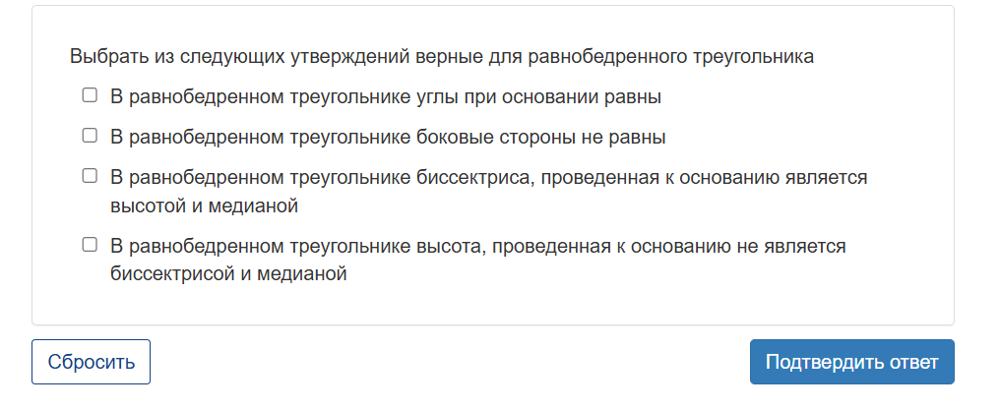 Выбрать из следующих утверждений верные для равнобедренного треугольника
В равнобедренном треугольнике углы при основании равны
В равнобедренном треугольнике боковые стороны не равны
В равнобедренном треугольнике биссектриса, проведенная к основанию является
высотой и медианой
В равнобедренном треугольнике высота, проведенная к основанию не является
биссектрисой и медианой
Сбросить
Подтвердить ответ